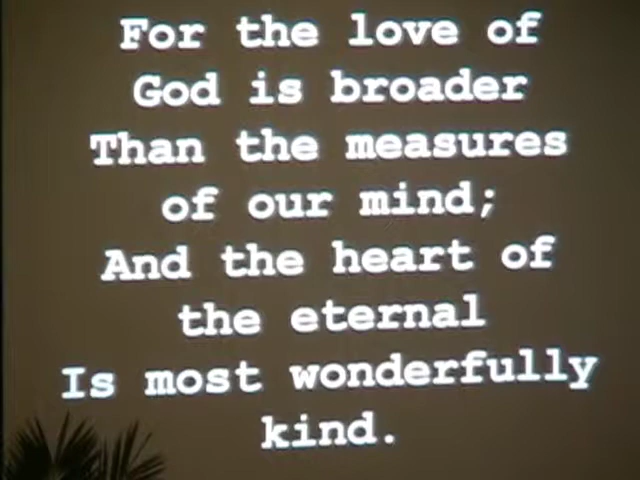 For the love of
God is broader
Than the measures
of our mind;
And the heart of
the eternal
Is most wonderfully
kind.